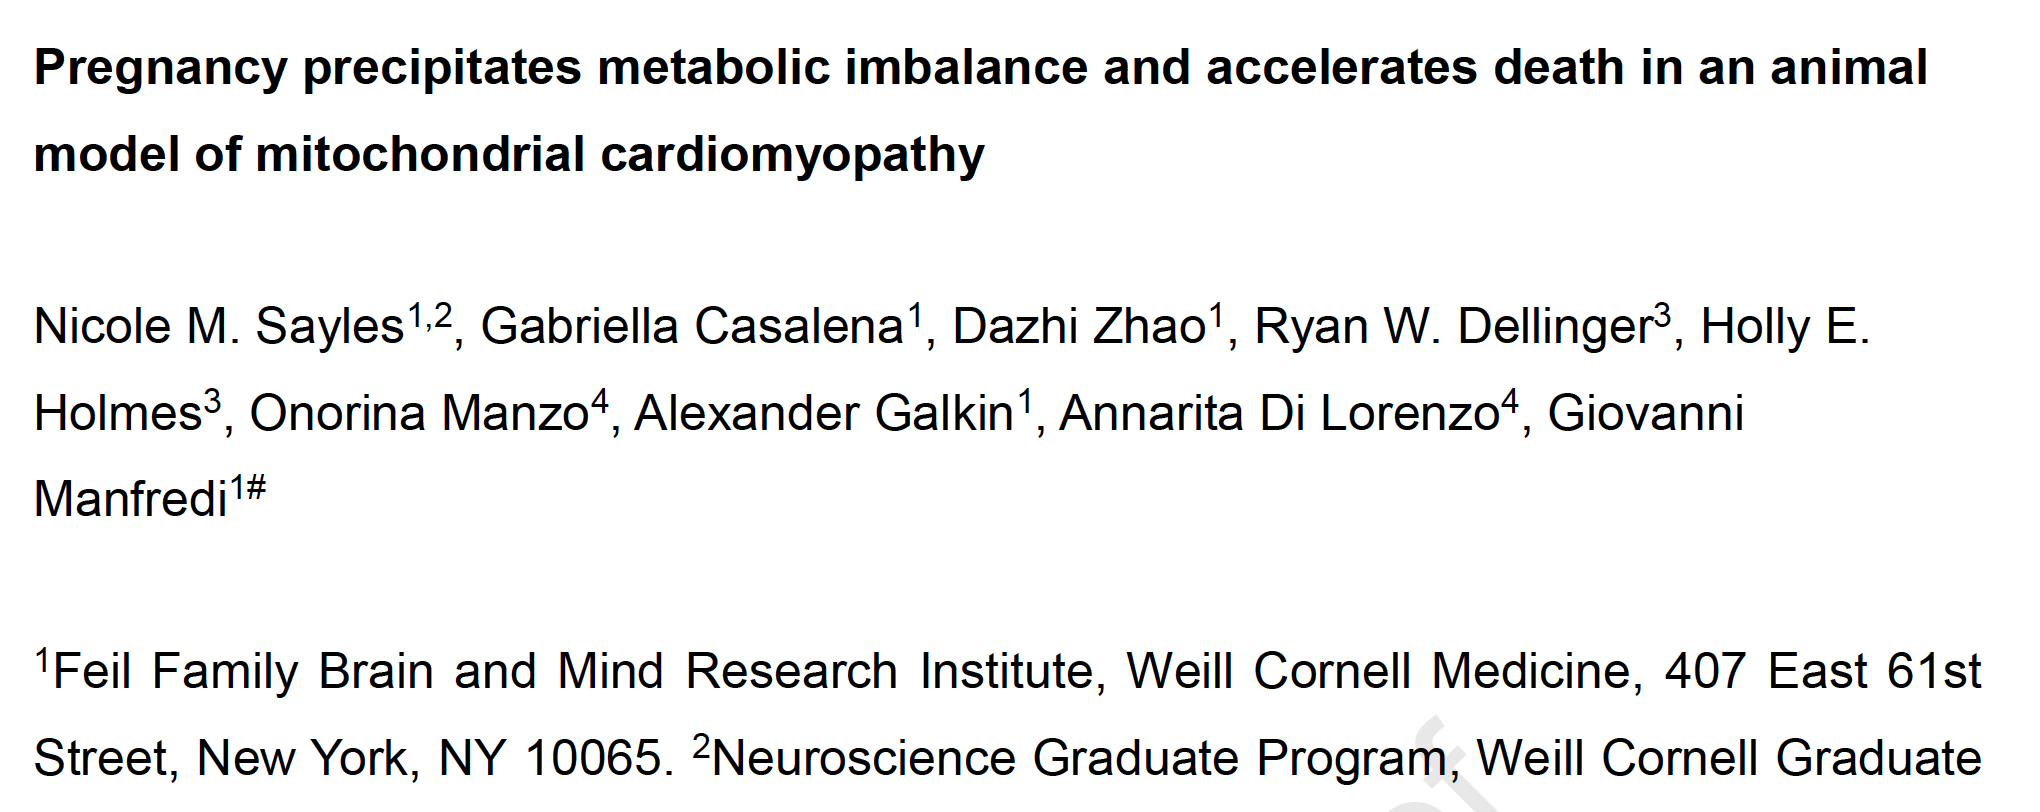 Pregnancy precipitates metabolic imbalance and accelerates death in an animal
model of mitochondrial cardiomyopathy
Nicole M. Sayles1,2, Gabriella Casalena1, Dazhi Zhao1, Ryan W. Dellinger3, Holly E.
Holmes3, Onorina Manzo4, Alexander Galkin1, Annarita Di Lorenzo4, Giovanni
Manfredi1#
1Feil Family Brain and Mind Research Institute, Weill Cornell Medicine, 407 East 61st
Street, New York, NY 10065. 2Neuroscience Graduate Program, Weill Cornell Graduate